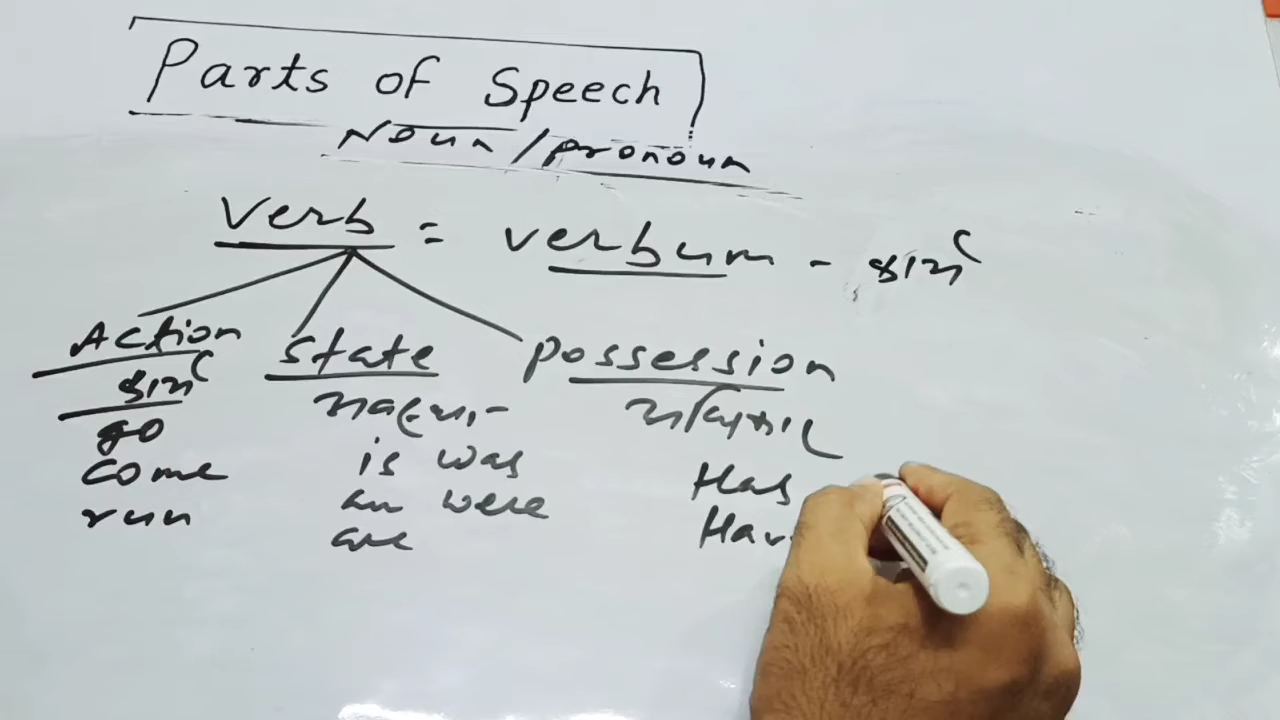 Parts of Speech
Noun / pronoun
Verb = verbum -
Action State possession
go
come is was
run am were
are
Has
Hav